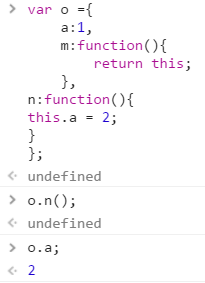 > var o ={
a:1,
m:function(){
return this;
},
n:function(){
this.a = 2;
}
};
< undefined
> o.n();
< undefined
> o.a;
< 2